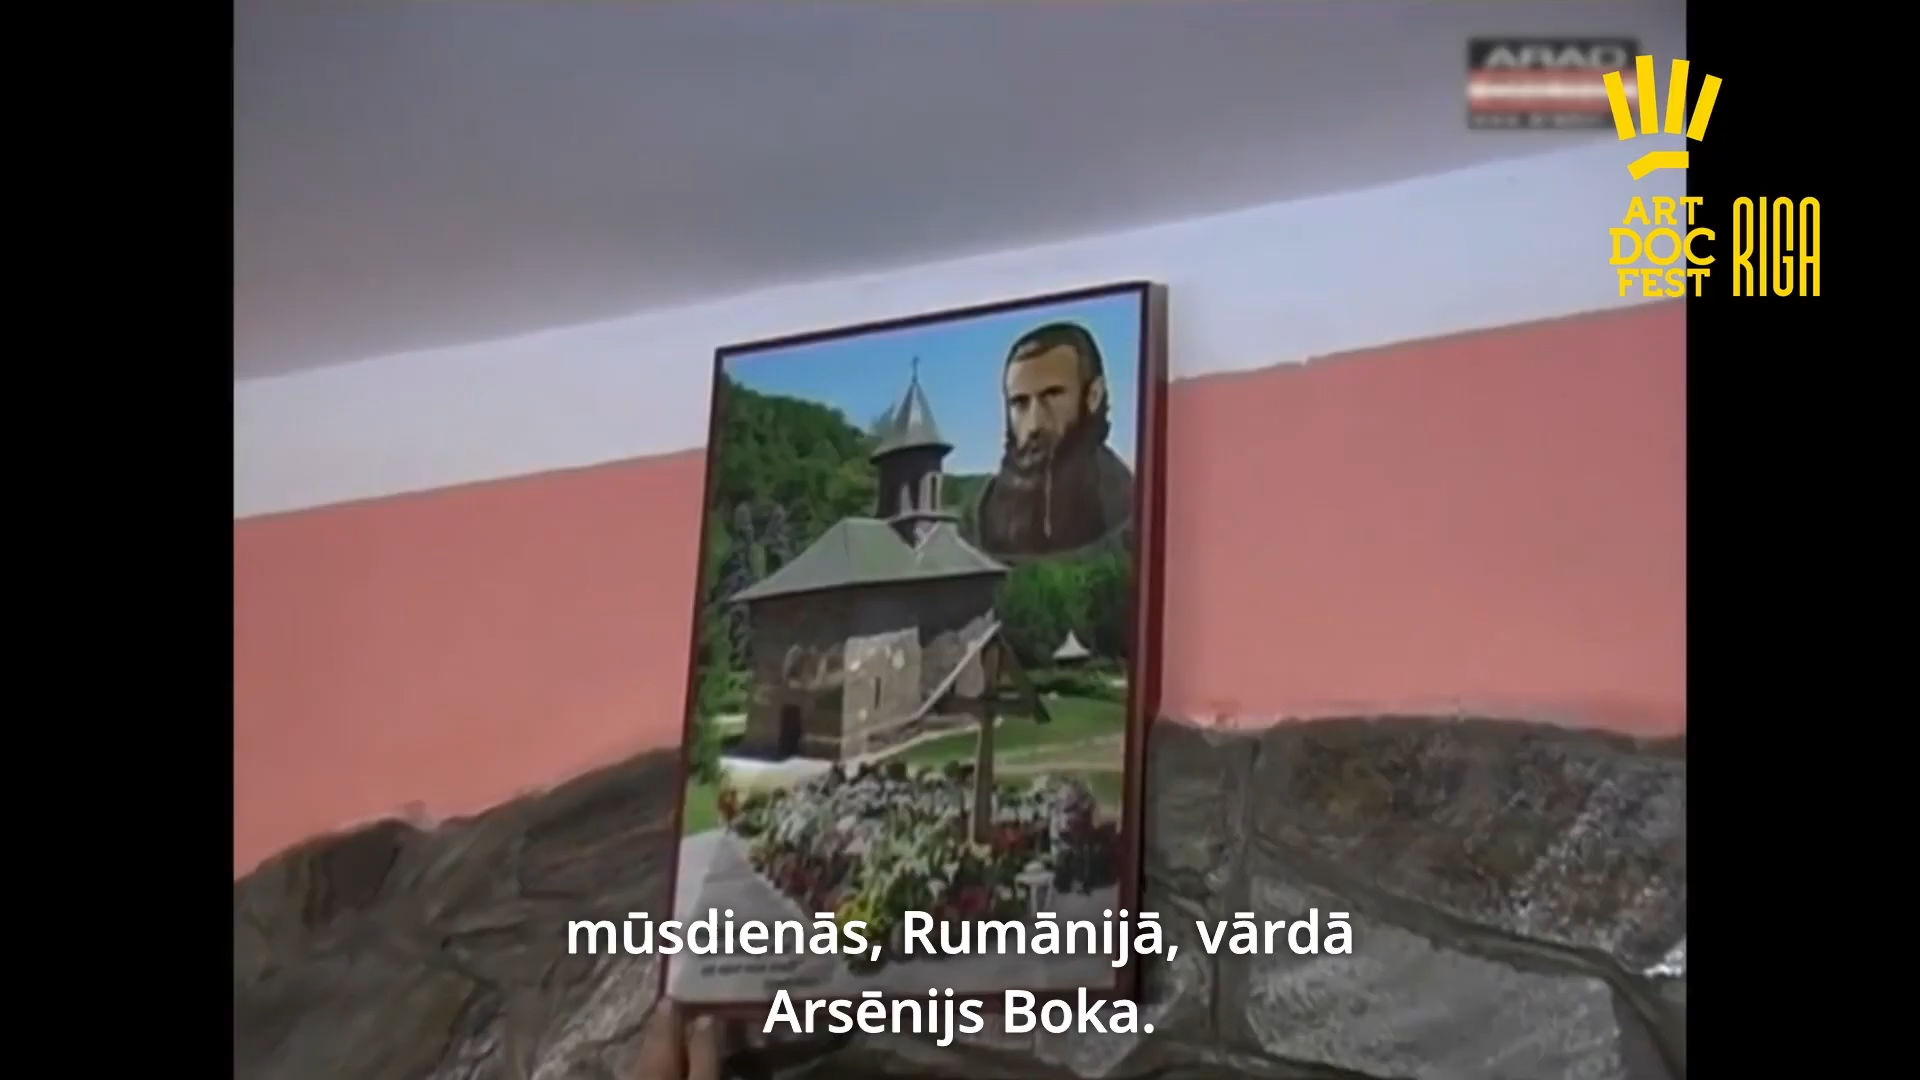 ARAD
ART
DOC
FEST
RIGA
mūsdienās, Rumānijā, vārdā
Arsēnijs Boka.